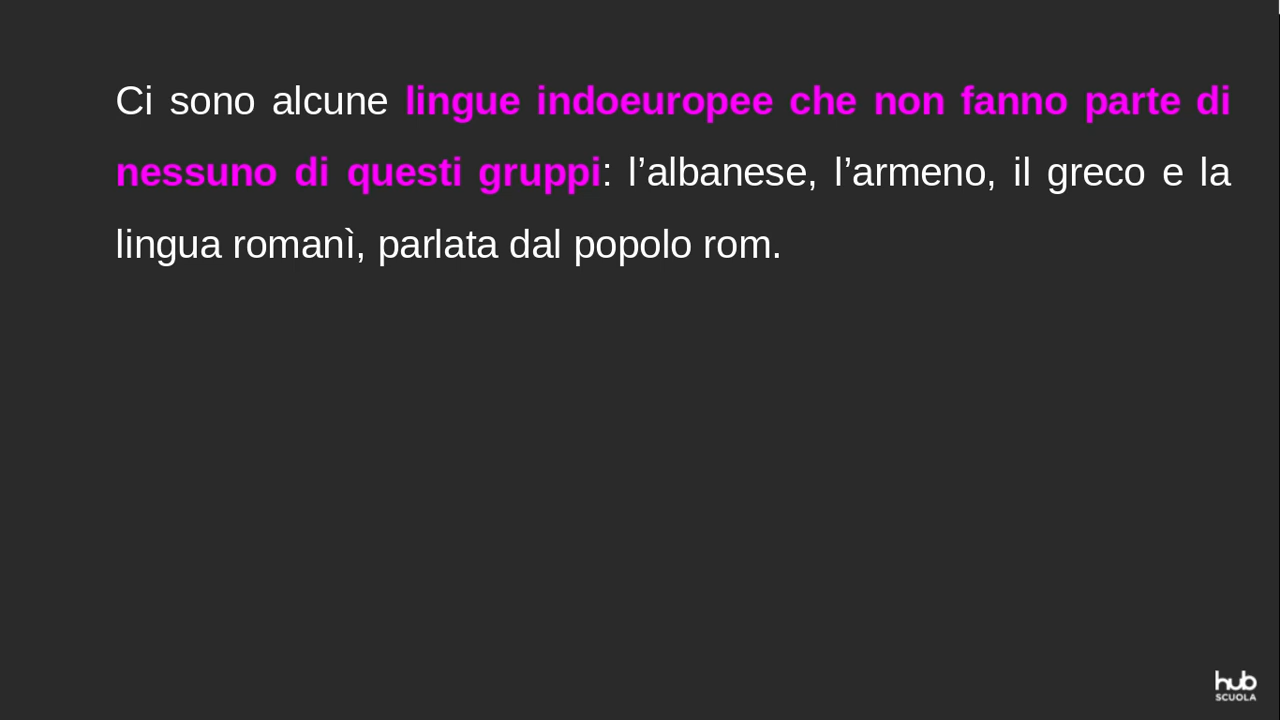 Ci sono alcune lingue indoeuropee che non fanno parte di
nessuno di questi gruppi: l’albanese, l’armeno, il greco e la
lingua romanì, parlata dal popolo rom.
hub
SCUOLA